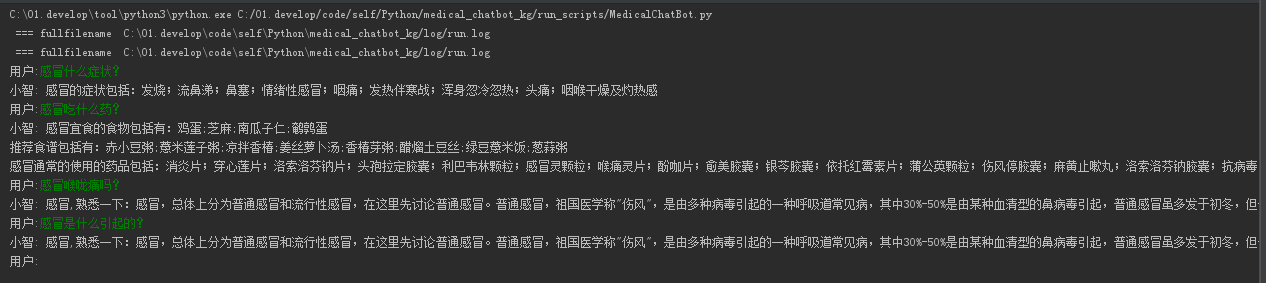 C:\01.develop\tool\python3\python.exe C:/01.develop/code/self/Python/medical_chatbot_kg/run_scripts/MedicalChatBot.py
=== fullfilename  C:\01.develop\code\self\Python\medical_chatbot_kg/log/run.log
=== fullfilename  C:\01.develop\code\self\Python\medical_chatbot_kg/log/run.log
用户:感冒什么症状?
小智: 感冒的症状包括: 发烧; 流鼻涕; 鼻塞; 情绪性感冒; 咽痛; 发热伴寒战; 浑身忽冷忽热; 头痛; 咽喉干燥及灼热感
用户:感冒吃什么药?
小智: 感冒宜食的食物包括有: 鸡蛋;芝麻;南瓜子仁;鹌鹑蛋
推荐食谱包括有: 赤小豆粥;薏米莲子粥;凉拌香椿;姜丝萝卜汤;香椿芽粥;醋熘土豆丝;绿豆薏米饭;葱蒜粥
感冒通常的使用的药品包括: 消炎片; 穿心莲片; 洛索洛芬钠片; 头孢拉定胶囊; 利巴韦林颗粒; 感冒灵颗粒; 喉痛灵片; 酚咖片; 愈美胶囊; 银芩胶囊; 依托红霉素片; 蒲公英颗粒; 伤风停胶囊; 麻黄止嗽丸; 洛索洛芬钠胶囊; 抗病毒
用户:感冒喉咙痛吗?
小智: 感冒,熟悉一下: 感冒, 总体上分为普通感冒和流行性感冒, 在这里先讨论普通感冒。普通感冒, 祖国医学称"伤风", 是由多种病毒引起的一种呼吸道常见病, 其中30%-50%是由某种血清型的鼻病毒引起, 普通感冒虽多发于初冬, 但
用户:感冒是什么引起的?
小智: 感冒,熟悉一下: 感冒, 总体上分为普通感冒和流行性感冒, 在这里先讨论普通感冒。普通感冒, 祖国医学称"伤风", 是由多种病毒引起的一种呼吸道常见病, 其中30%-50%是由某种血清型的鼻病毒引起, 普通感冒虽多发于初冬, 但
用户: